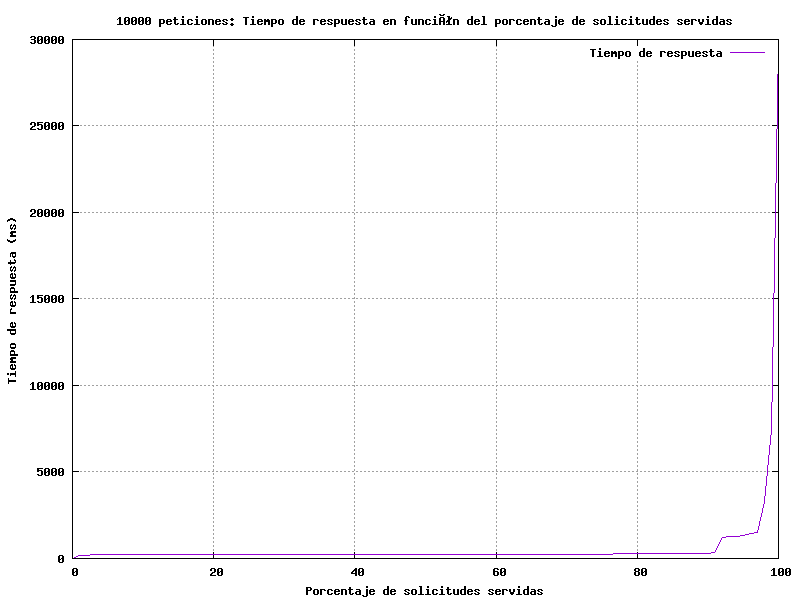 10000 peticiones: Tiempo de respuesta en funciÃ³n del porcentaje de solicitudes servidas
30000
Tiempo de respuesta
25000
20000
15000
10000
5000
0
Tiempo de respuesta (ms)
0 20 40 60 80 100
Porcentaje de solicitudes servidas